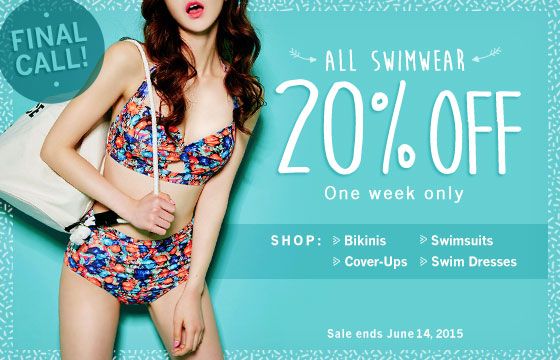 FINAL
CALL!
ALL SWIMWEAR
20% OFF
One week only
SHOP: Bikinis Swimsuits
Cover-Ups Swim Dresses
Sale ends June 14, 2015